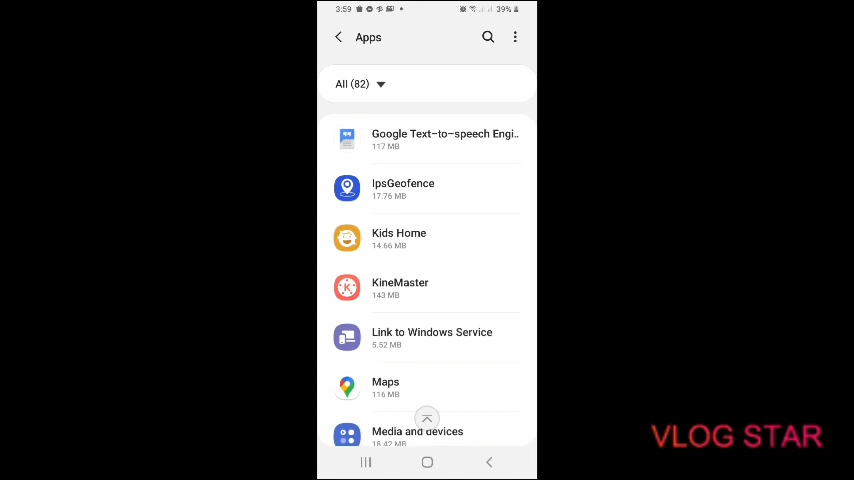 3:59
39%
Apps
All (82)
Google Text-to-speech Engi..
117 MB
IpsGeofence
17.76 MB
Kids Home
14.66 MB
KineMaster
143 MB
Link to Windows Service
5.52 MB
Maps
116 MB
Media and devices
18.42 MB
VLOG STAR